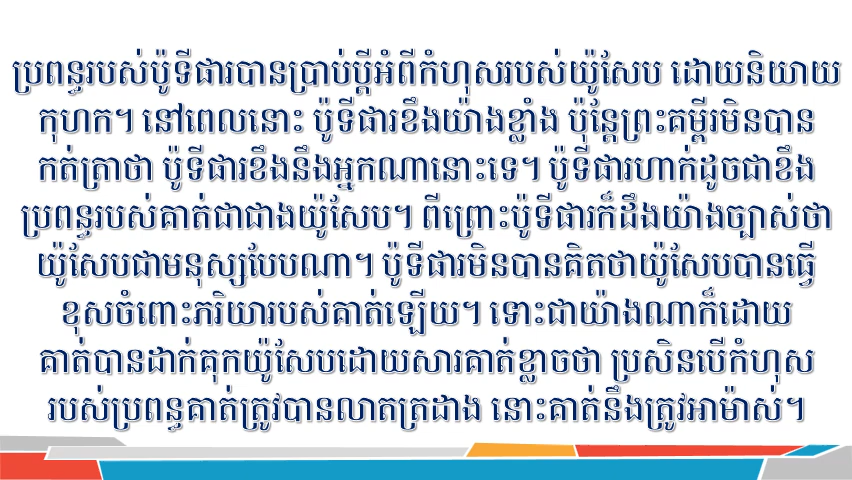 ប្រពន្ធរបស់ប៉ូទីផារបានប្រាប់ប្ដីអំពីកំហុសរបស់យ៉ូសែប ដោយនិយាយ
កុហក។ នៅពេលនោះ ប៉ូទីផារខឹងយ៉ាងខ្លាំង ប៉ុន្តែព្រះគម្ពីរមិនបាន
កត់ត្រាថា ប៉ូទីផារខឹងនឹងអ្នកណានោះទេ។ ប៉ូទីផារហាក់ដូចជាខឹង
ប្រពន្ធរបស់គាត់ជាជាងយ៉ូសែប។ ពីព្រោះប៉ូទីផារក៏ដឹងយ៉ាងច្បាស់ថា
យ៉ូសែបជាមនុស្សបែបណា។ ប៉ូទីផារមិនបានគិតថាយ៉ូសែបបានធ្វើ
ខុសចំពោះភរិយារបស់គាត់ឡើយ។ ទោះជាយ៉ាងណាក៏ដោយ
គាត់បានដាក់គុកយ៉ូសែបដោយសារគាត់ខ្លាចថា ប្រសិនបើកំហុស
របស់ប្រពន្ធគាត់ត្រូវបានលាតត្រដាង នោះគាត់នឹងត្រូវអាម៉ាស់។